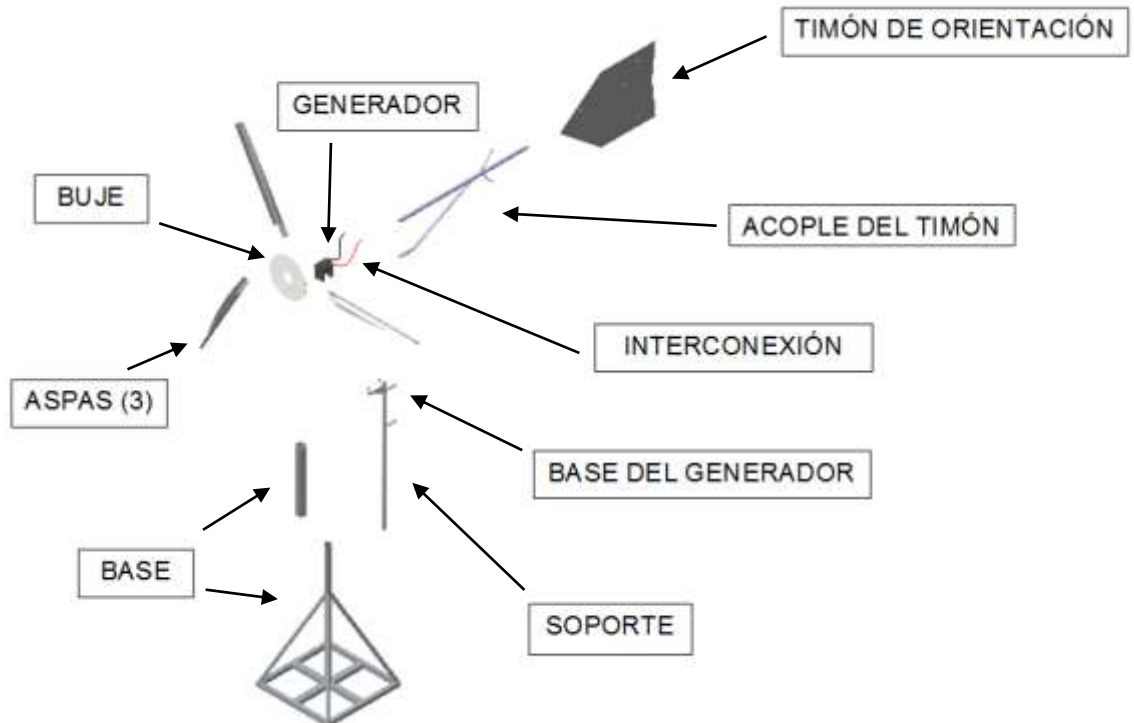 TIMÓN DE ORIENTACIÓN
GENERADOR
BUJE
ACOPLE DEL TIMÓN
INTERCONEXIÓN
ASPAS (3)
BASE DEL GENERADOR
BASE
SOPORTE